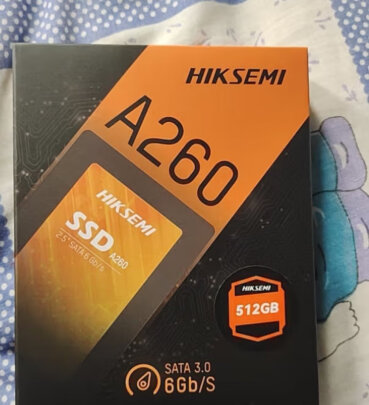 HIKSEMI
A260
HIKSEMI
SSD
A260
2.5" SATA 6 Gb/s
HIKSEMI
512GB
SATA 3.0
6Gb/S